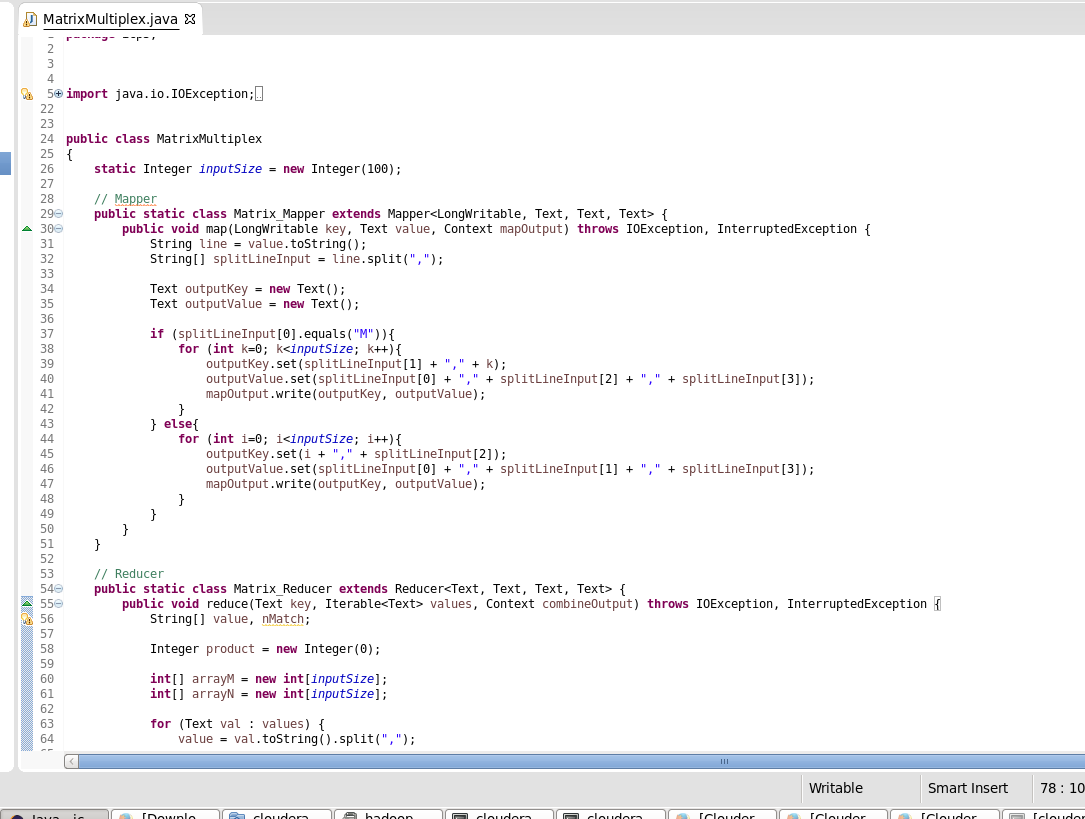 MatrixMultiplex.java
2
3
4
5 import java.io.IOException;
22
23
24 public class MatrixMultiplex
25 {
26 static Integer inputSize = new Integer(100);
27
28 // Mapper
29 public static class Matrix_Mapper extends Mapper<LongWritable, Text, Text, Text> {
30 public void map(LongWritable key, Text value, Context mapOutput) throws IOException, InterruptedException {
31 String line = value.toString();
32 String[] splitLineInput = line.split(",");
33
34 Text outputKey = new Text();
35 Text outputValue = new Text();
36
37 if (splitLineInput[0].equals("M")){
38 for (int k=0; k<inputSize; k++){
39 outputKey.set(splitLineInput[1] + "," + k);
40 outputValue.set(splitLineInput[0] + "," + splitLineInput[2] + "," + splitLineInput[3]);
41 mapOutput.write(outputKey, outputValue);
42 }
43 } else{
44 for (int i=0; i<inputSize; i++){
45 outputKey.set(i + "," + splitLineInput[2]);
46 outputValue.set(splitLineInput[0] + "," + splitLineInput[1] + "," + splitLineInput[3]);
47 mapOutput.write(outputKey, outputValue);
48 }
49 }
50 }
51 }
52
53 // Reducer
54 public static class Matrix_Reducer extends Reducer<Text, Text, Text, Text> {
55 public void reduce(Text key, Iterable<Text> values, Context combineOutput) throws IOException, InterruptedException {
56 String[] value, nMatch;
57
58 Integer product = new Integer(0);
59
60 int[] arrayM = new int[inputSize];
61 int[] arrayN = new int[inputSize];
62
63 for (Text val : values) {
64 value = val.toString().split(",");
Writable Smart Insert 78 : 10
[Downlo cloudera hadoop cloudera cloudera [Clouder [Clouder [Clouder [clouder